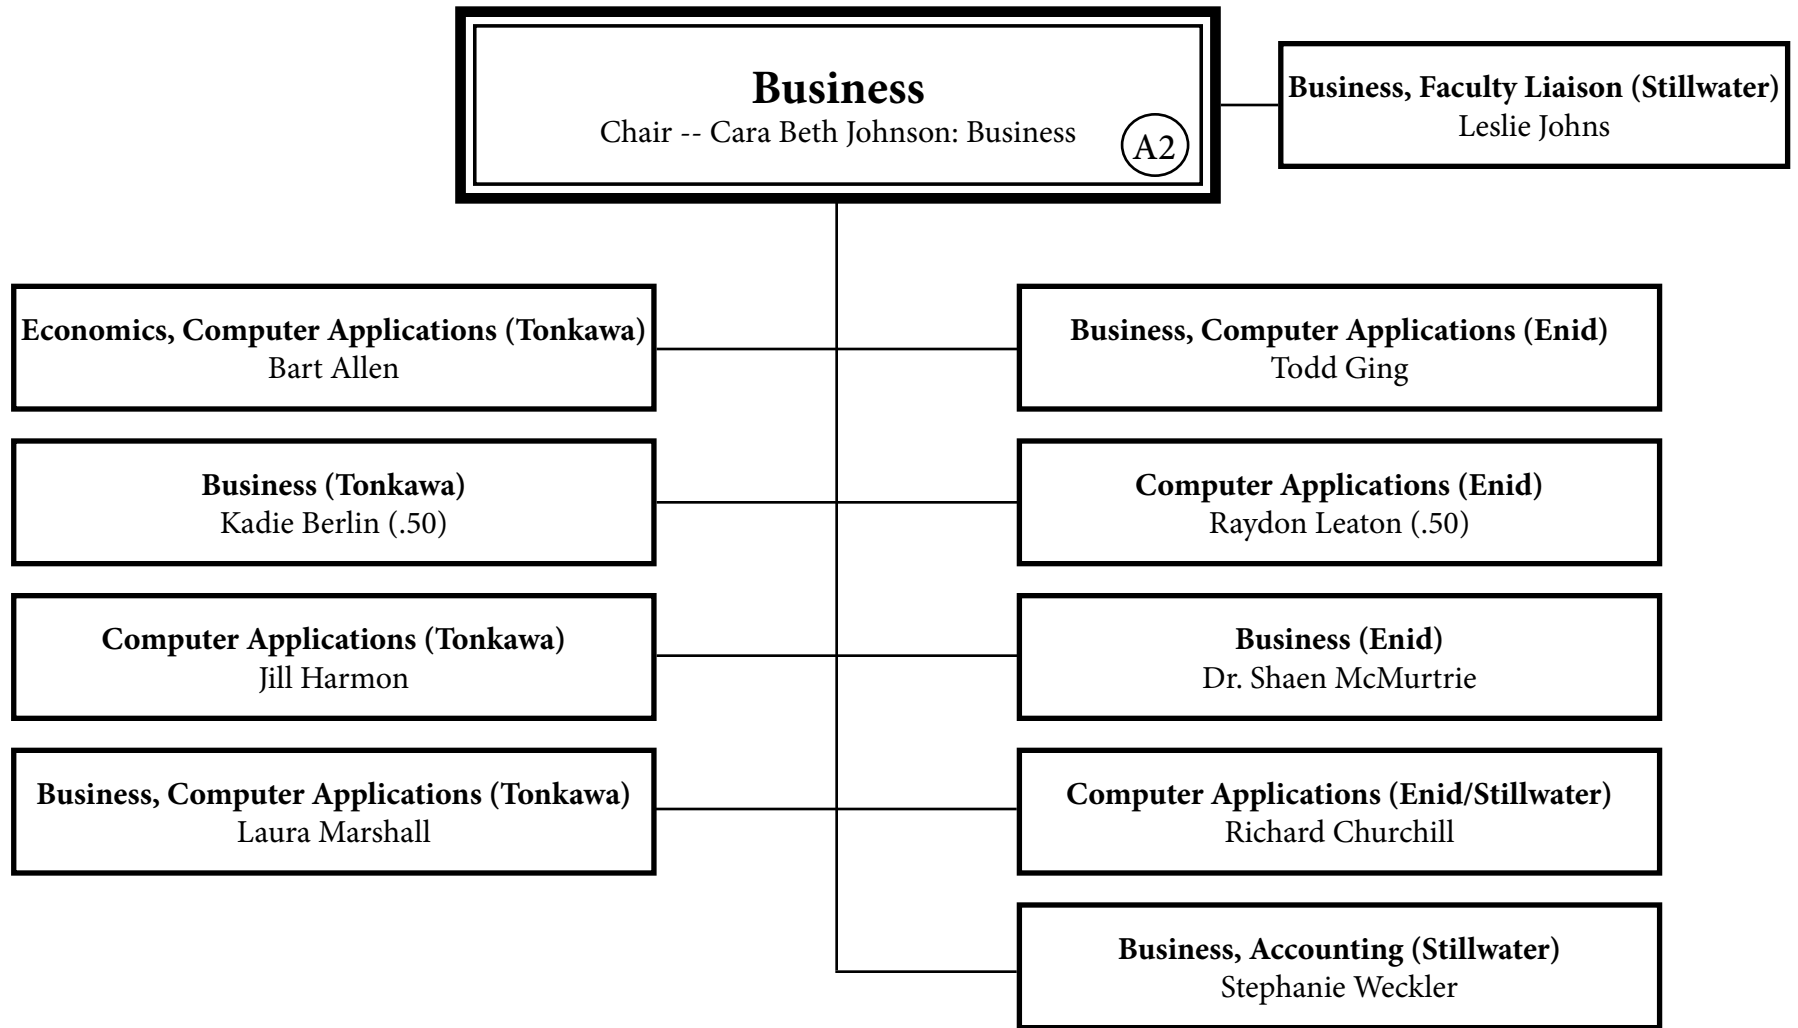 Business
Chair -- Cara Beth Johnson: Business
A2
Business, Faculty Liaison (Stillwater)
Leslie Johns
Economics, Computer Applications (Tonkawa)
Bart Allen
Business, Computer Applications (Enid)
Todd Ging
Business (Tonkawa)
Kadie Berlin (.50)
Computer Applications (Enid)
Raydon Leaton (.50)
Computer Applications (Tonkawa)
Jill Harmon
Business (Enid)
Dr. Shaen McMurtrie
Business, Computer Applications (Tonkawa)
Laura Marshall
Computer Applications (Enid/Stillwater)
Richard Churchill
Business, Accounting (Stillwater)
Stephanie Weckler